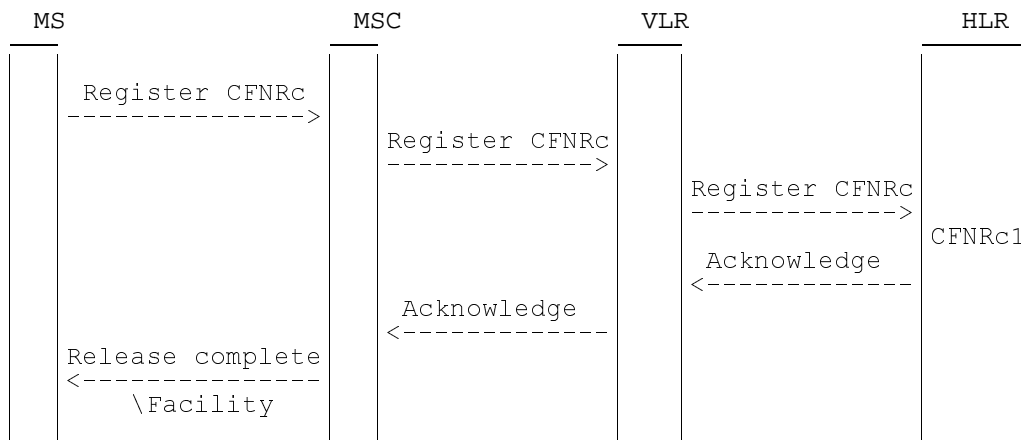 MS MSC VLR HLR
Register CFNRc
--------------->
Register CFNRc
------------->
Register CFNRc
------------->
CFNRc1
Acknowledge
<-------------
Acknowledge
<-------------
Release complete
<---------------
\Facility